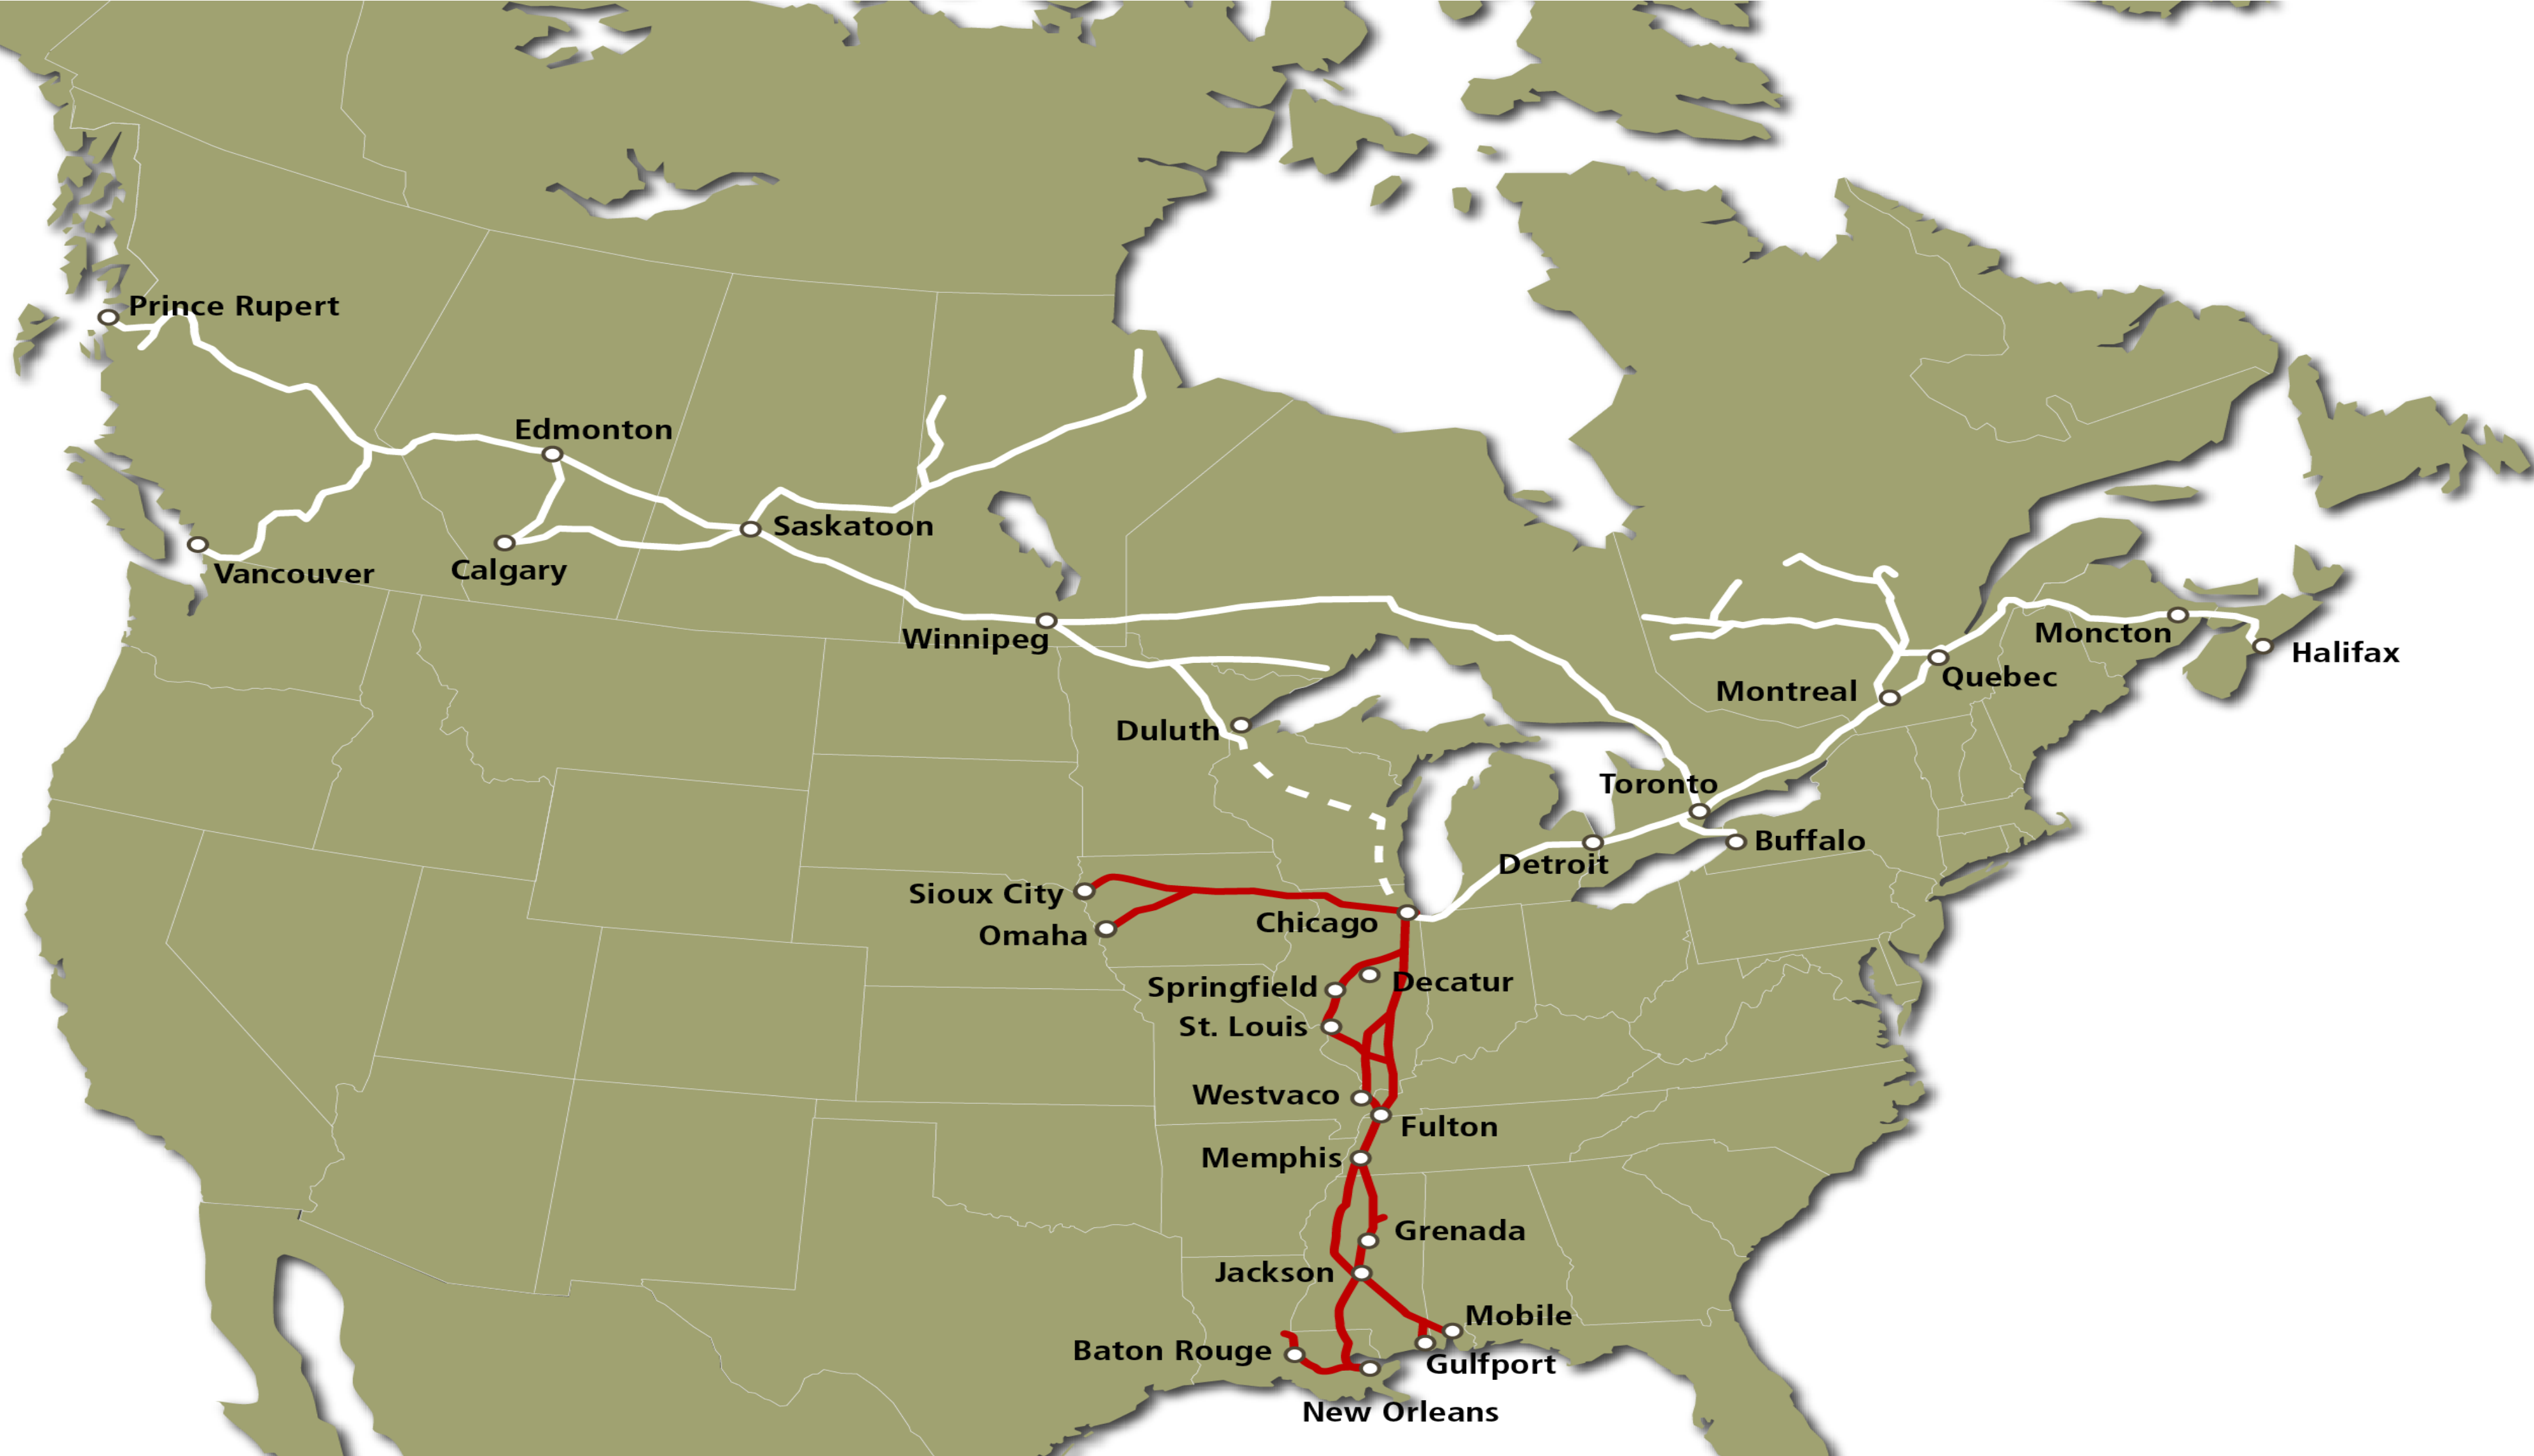 Prince Rupert
Edmonton
Saskatoon
Vancouver
Calgary
Winnipeg
Moncton
Halifax
Quebec
Montreal
Duluth
Toronto
Buffalo
Detroit
Sioux City
Chicago
Omaha
Decatur
Springfield
St. Louis
Westvaco
Fulton
Memphis
Grenada
Jackson
Mobile
Baton Rouge
Gulfport
New Orleans